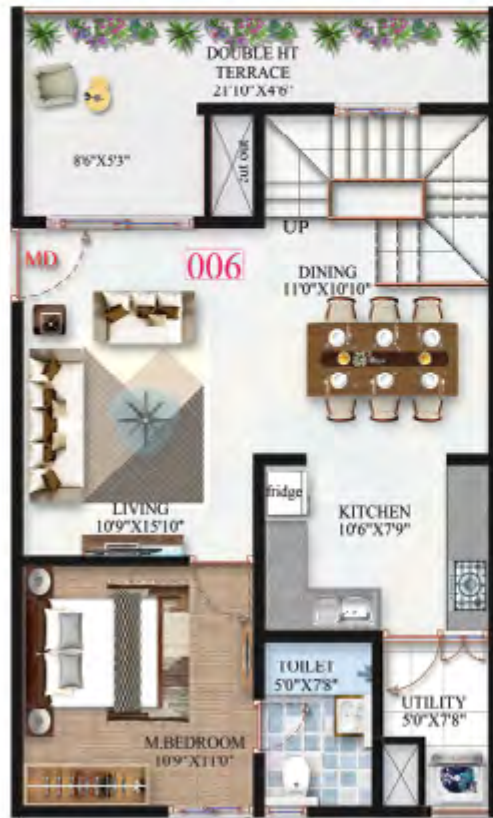 DOUBLE HT
TERRACE
21'10"X4'6"
8'6"X5'3"
cut out
UP
MD
006
DINING
11'0"X10'10"
fridge
LIVING
10'9"X15'10"
KITCHEN
10'6"X7'9"
TOILET
5'0"X7'8"
UTILITY
5'0"X7'8"
M.BEDROOM
10'9"X11'0"